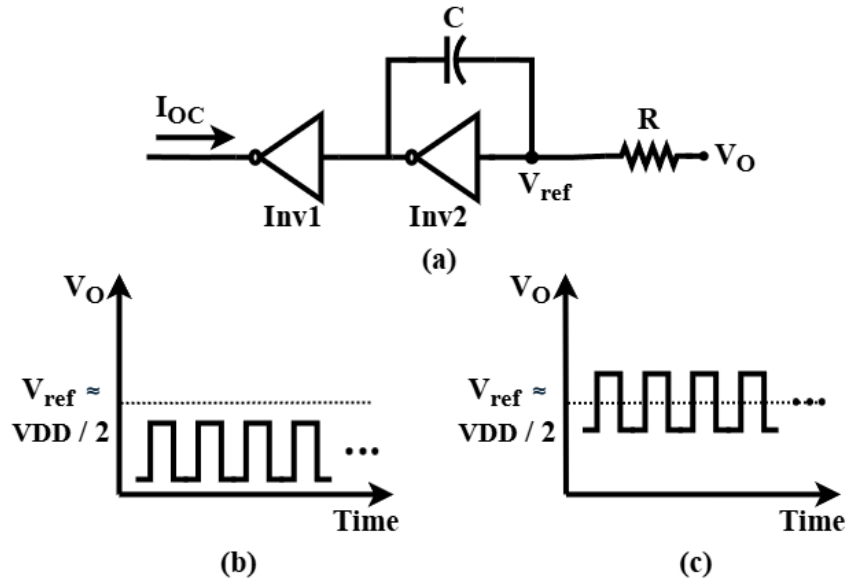 C
I_OC
R
V_O
V_ref
Inv1
Inv2
(a)
V_O
V_ref ≈
VDD / 2
Time
(b)
V_O
V_ref ≈
VDD / 2
Time
(c)